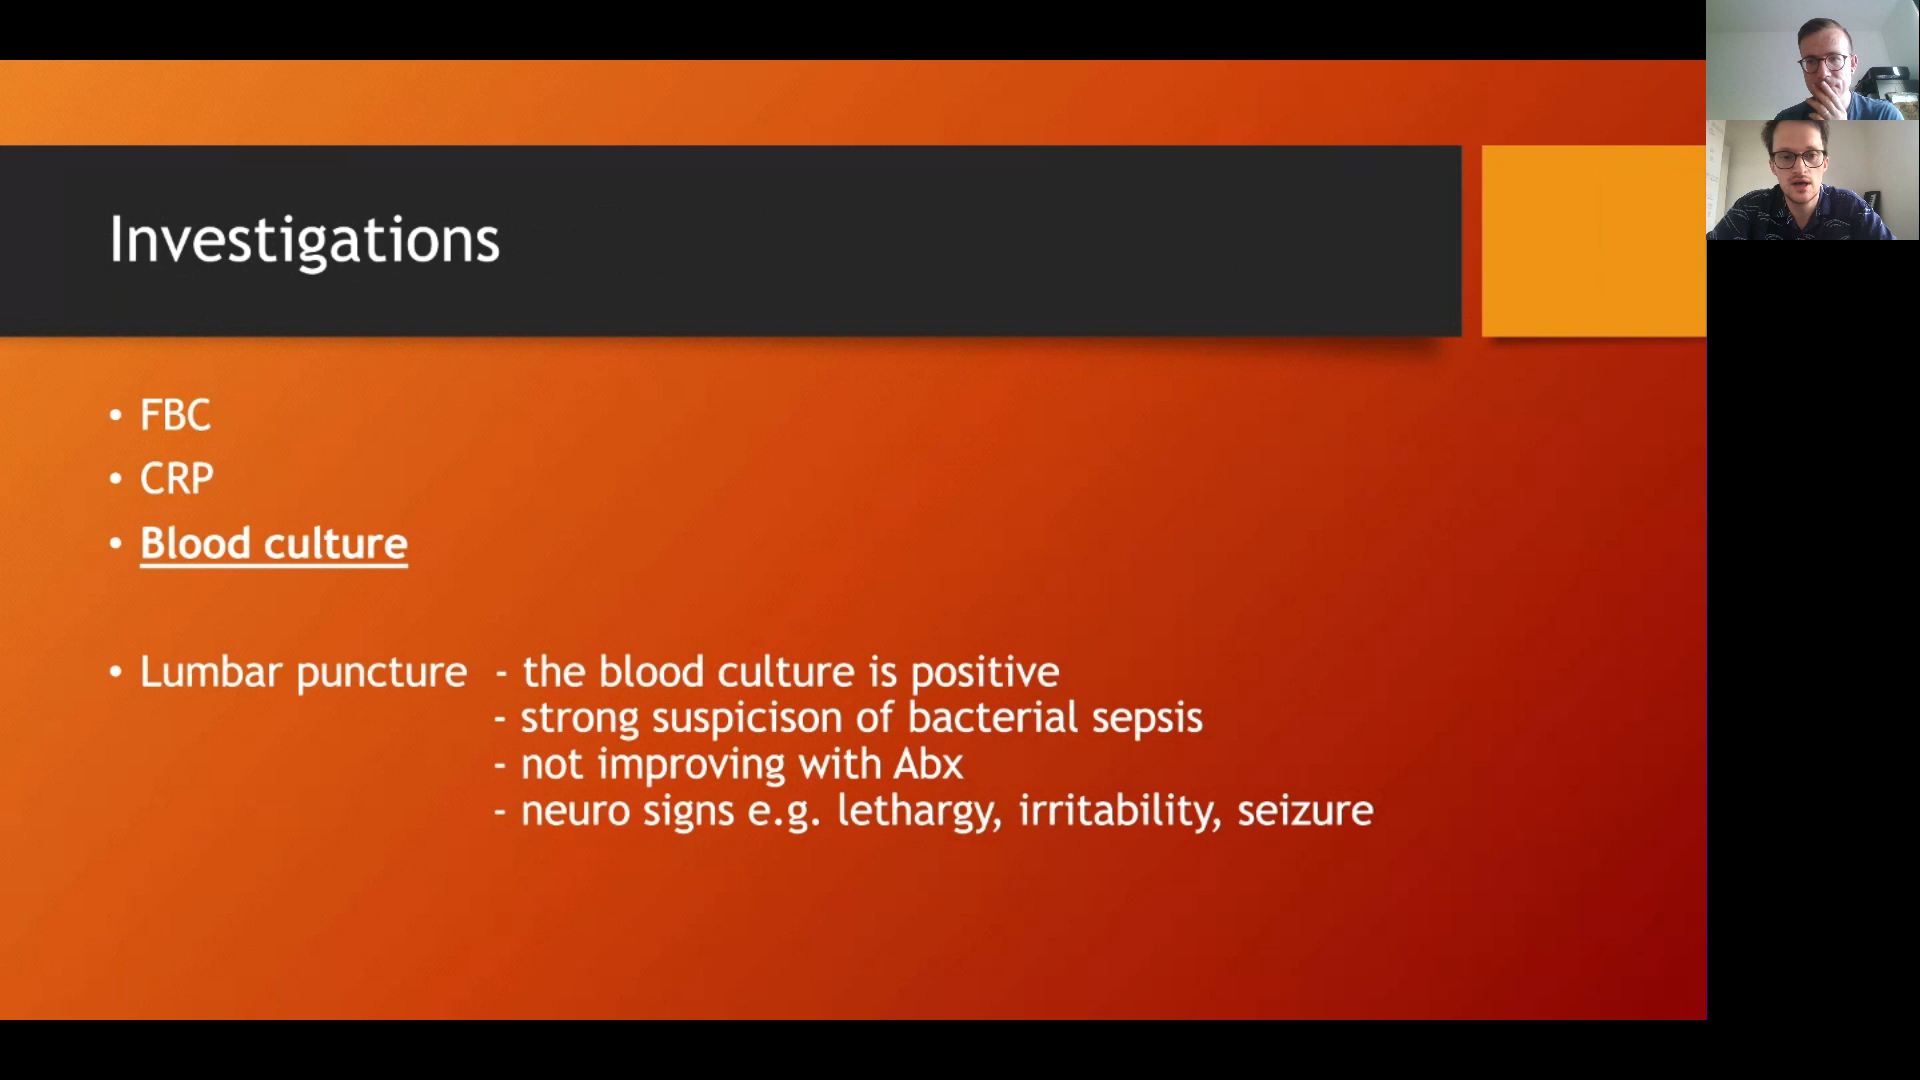 Investigations
• FBC
• CRP
• Blood culture
• Lumbar puncture - the blood culture is positive
- strong suspicison of bacterial sepsis
- not improving with Abx
- neuro signs e.g. lethargy, irritability, seizure